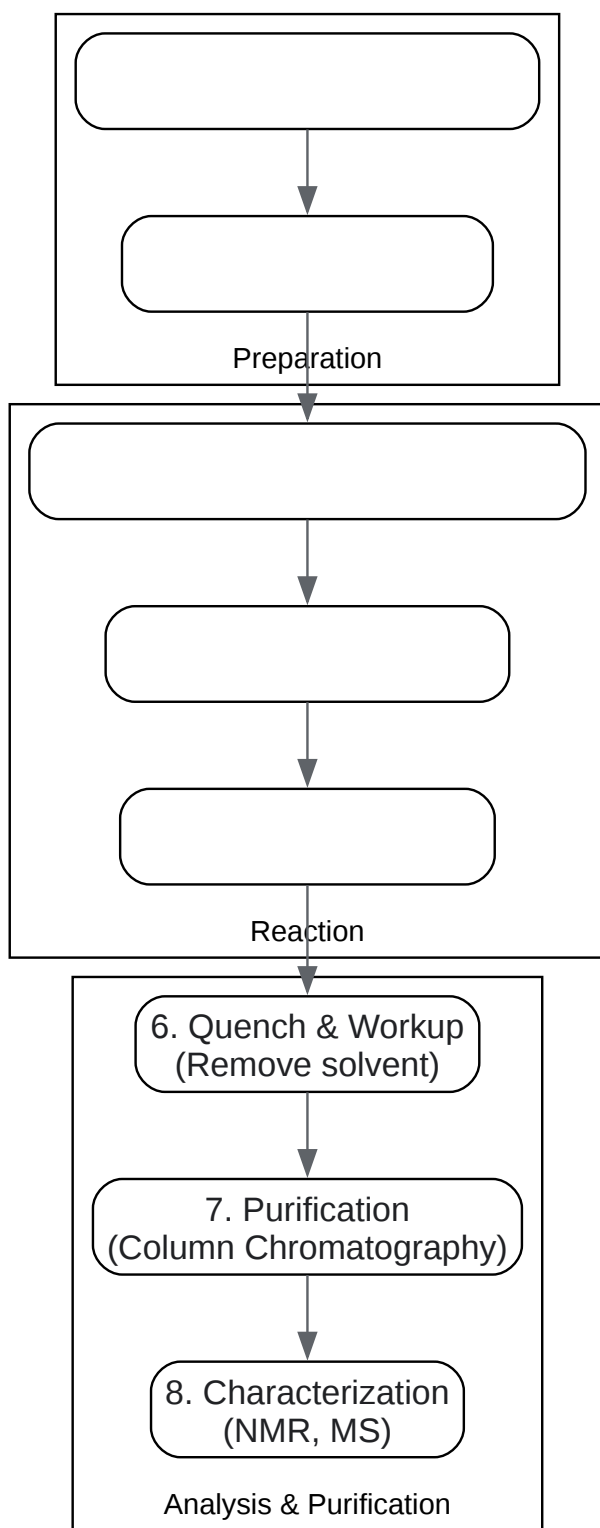 Preparation
Reaction
6. Quench & Workup
(Remove solvent)
7. Purification
(Column Chromatography)
8. Characterization
(NMR, MS)
Analysis & Purification